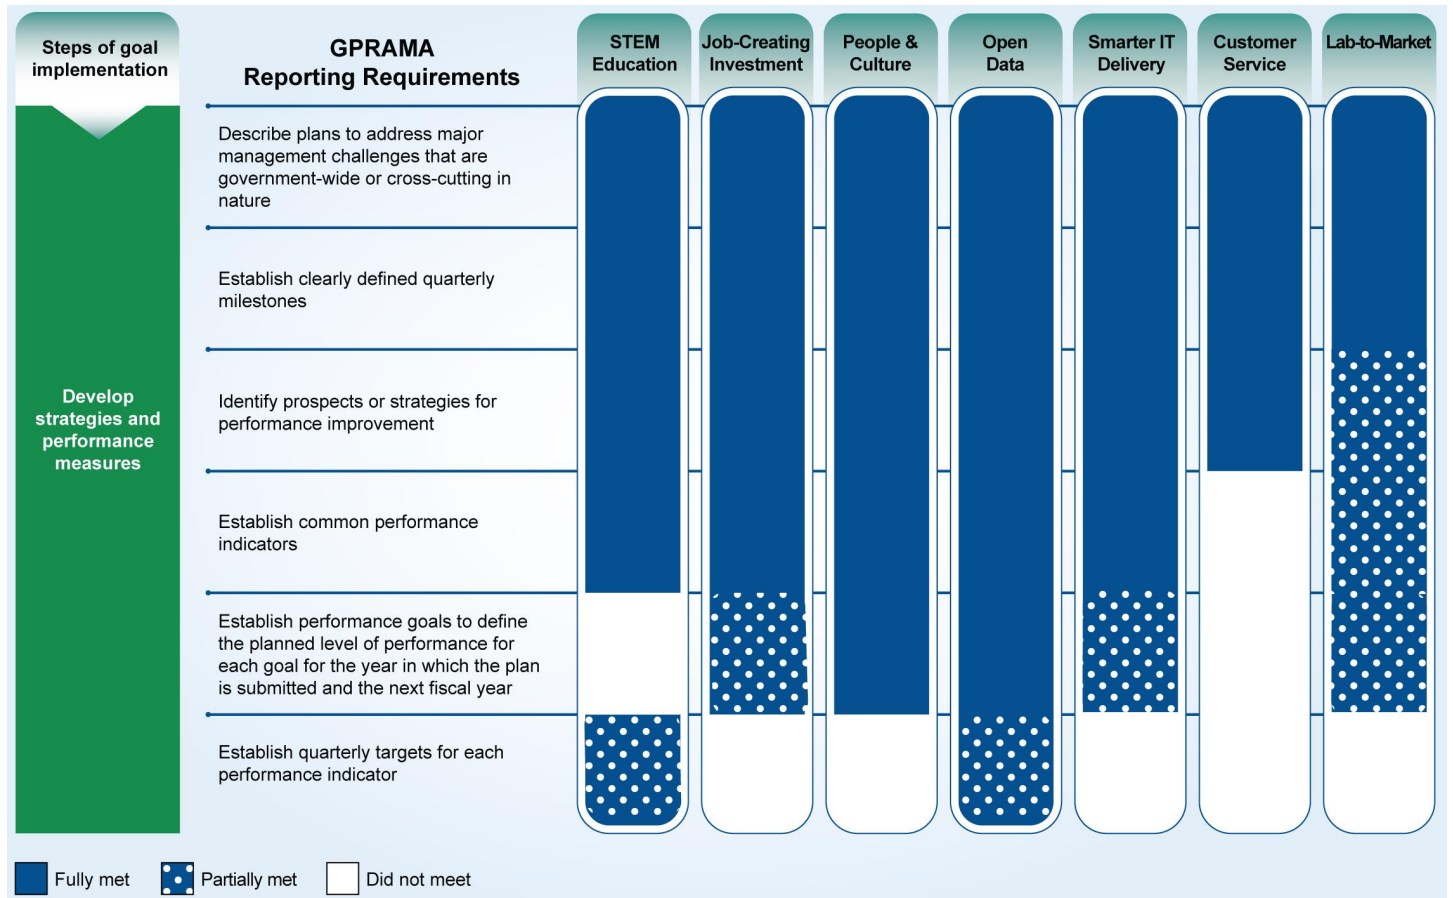 Steps of goal
implementation
GPRAMA
Reporting Requirements
STEM
Education
Job-Creating
Investment
People &
Culture
Open
Data
Smarter IT
Delivery
Customer
Service
Lab-to-Market
Develop
strategies and
performance
measures
Describe plans to address major
management challenges that are
government-wide or cross-cutting in
nature
Establish clearly defined quarterly
milestones
Identify prospects or strategies for
performance improvement
Establish common performance
indicators
Establish performance goals to define
the planned level of performance for
each goal for the year in which the plan
is submitted and the next fiscal year
Establish quarterly targets for each
performance indicator
Fully met
Partially met
Did not meet